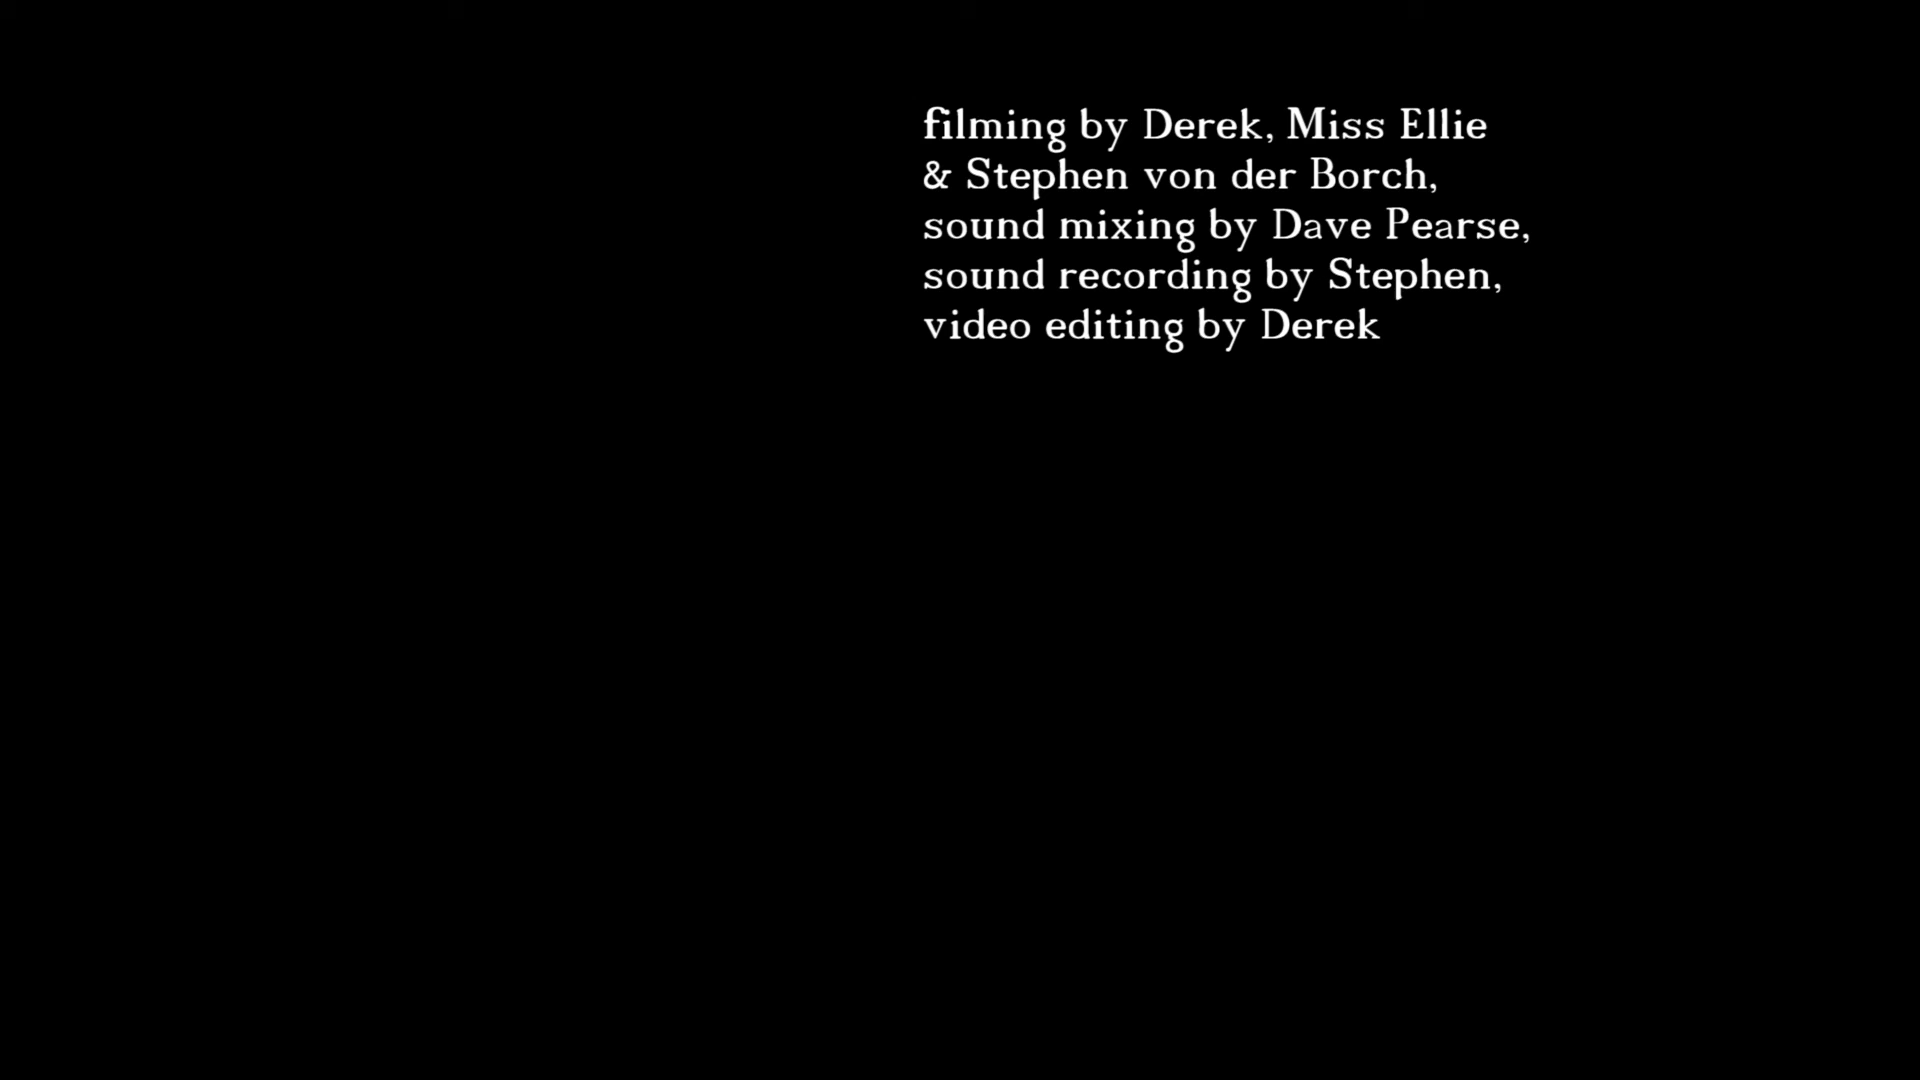 filming by Derek, Miss Ellie
& Stephen von der Borch,
sound mixing by Dave Pearse,
sound recording by Stephen,
video editing by Derek